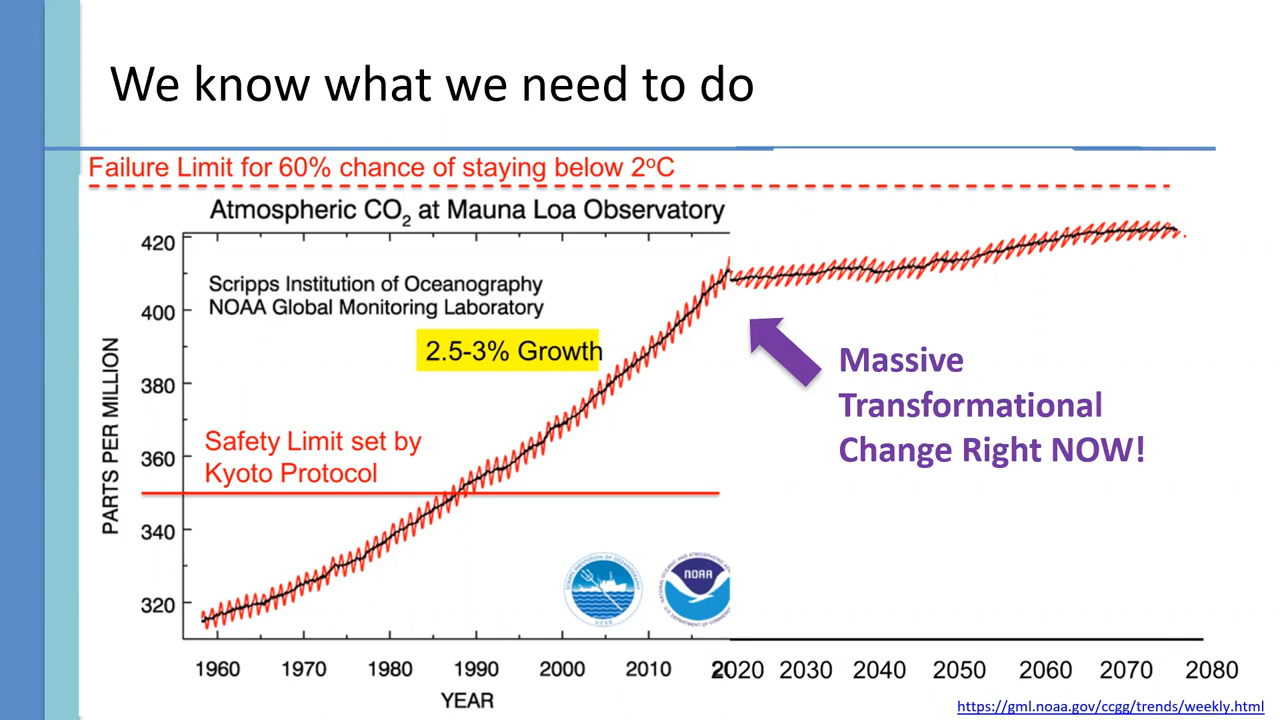 We know what we need to do
Failure Limit for 60% chance of staying below 2°C
Atmospheric CO₂ at Mauna Loa Observatory
420
Scripps Institution of Oceanography
NOAA Global Monitoring Laboratory
400
2.5-3% Growth
Massive
Transformational
Change Right NOW!
380
360
Safety Limit set by
Kyoto Protocol
340
320
PARTS PER MILLION
NOAA
1960 1970 1980 1990 2000 2010 2020 2030 2040 2050 2060 2070 2080
YEAR
https://gml.noaa.gov/ccgg/trends/weekly.html